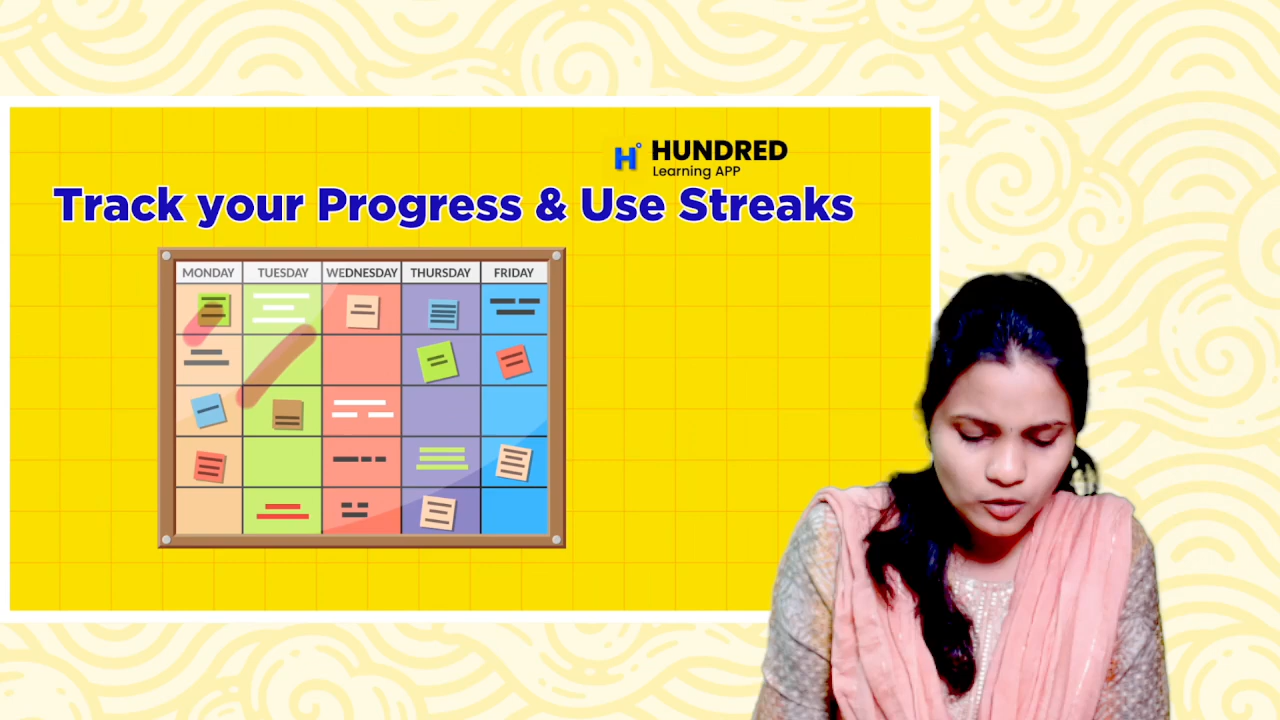 HUNDRED
Learning APP
Track your Progress & Use Streaks
MONDAY TUESDAY WEDNESDAY THURSDAY FRIDAY